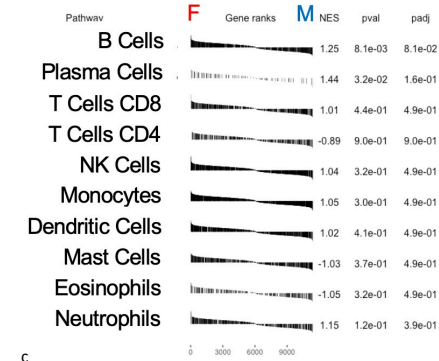 Pathway F Gene ranks M NES pval padj
B Cells 1.25 8.1e-03 8.1e-02
Plasma Cells 1.44 3.2e-02 1.6e-01
T Cells CD8 1.01 4.4e-01 4.9e-01
T Cells CD4 -0.89 9.0e-01 9.0e-01
NK Cells 1.04 3.2e-01 4.9e-01
Monocytes 1.05 3.0e-01 4.9e-01
Dendritic Cells 1.02 4.1e-01 4.9e-01
Mast Cells -1.03 3.7e-01 4.9e-01
Eosinophils -1.05 3.2e-01 4.9e-01
Neutrophils 1.15 1.2e-01 3.9e-01
0 3000 6000 9000
c